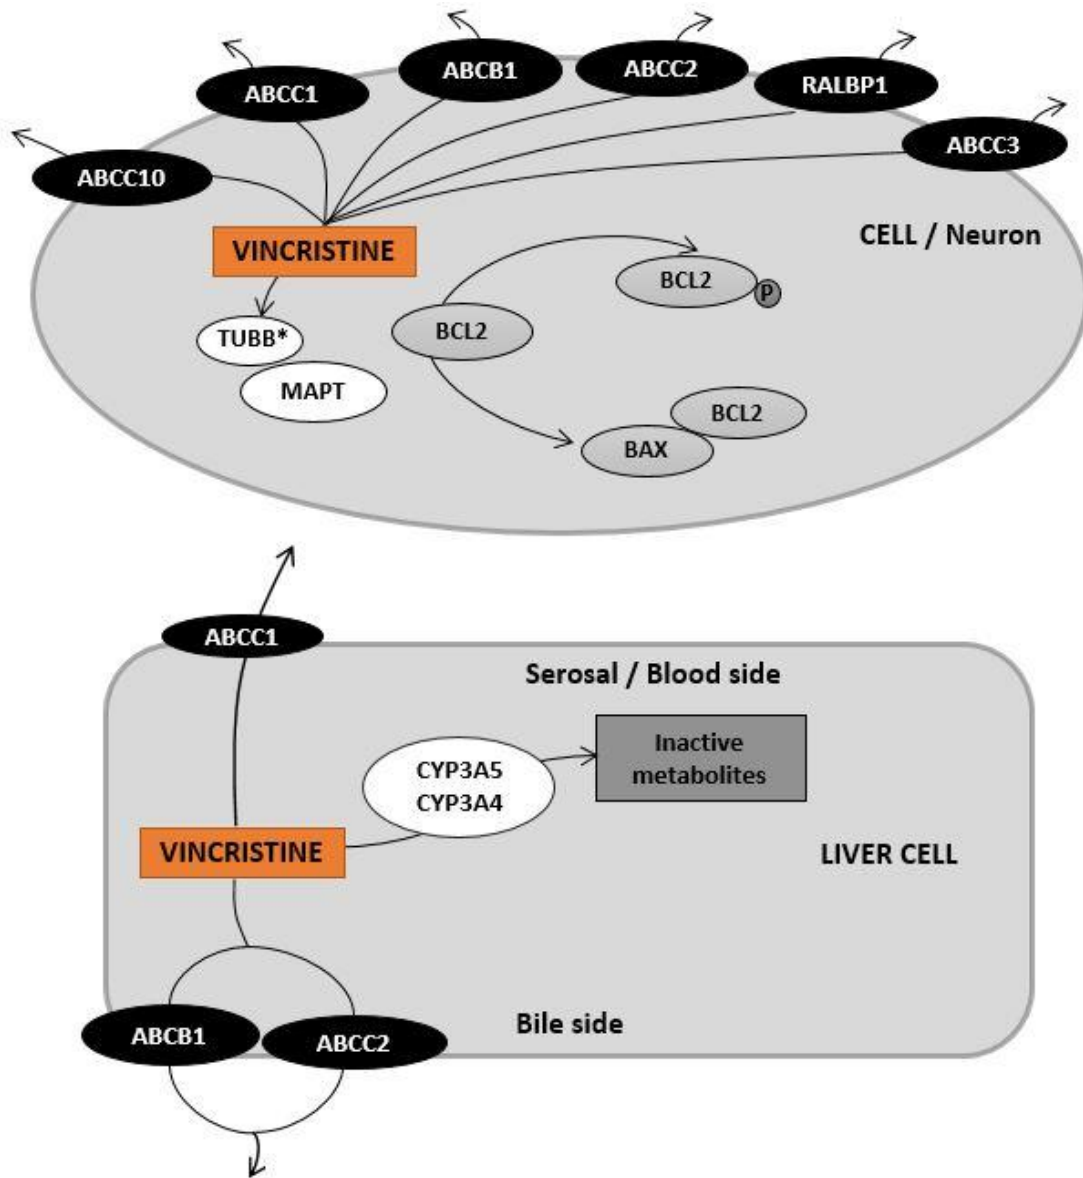 ABCC1
ABCB1
ABCC2
RALBP1
ABCC3
ABCC10
VINCRISTINE
CELL / Neuron
BCL2
P
TUBB*
BCL2
MAPT
BCL2
BAX
ABCC1
Serosal / Blood side
Inactive
metabolites
CYP3A5
CYP3A4
VINCRISTINE
LIVER CELL
Bile side
ABCB1
ABCC2